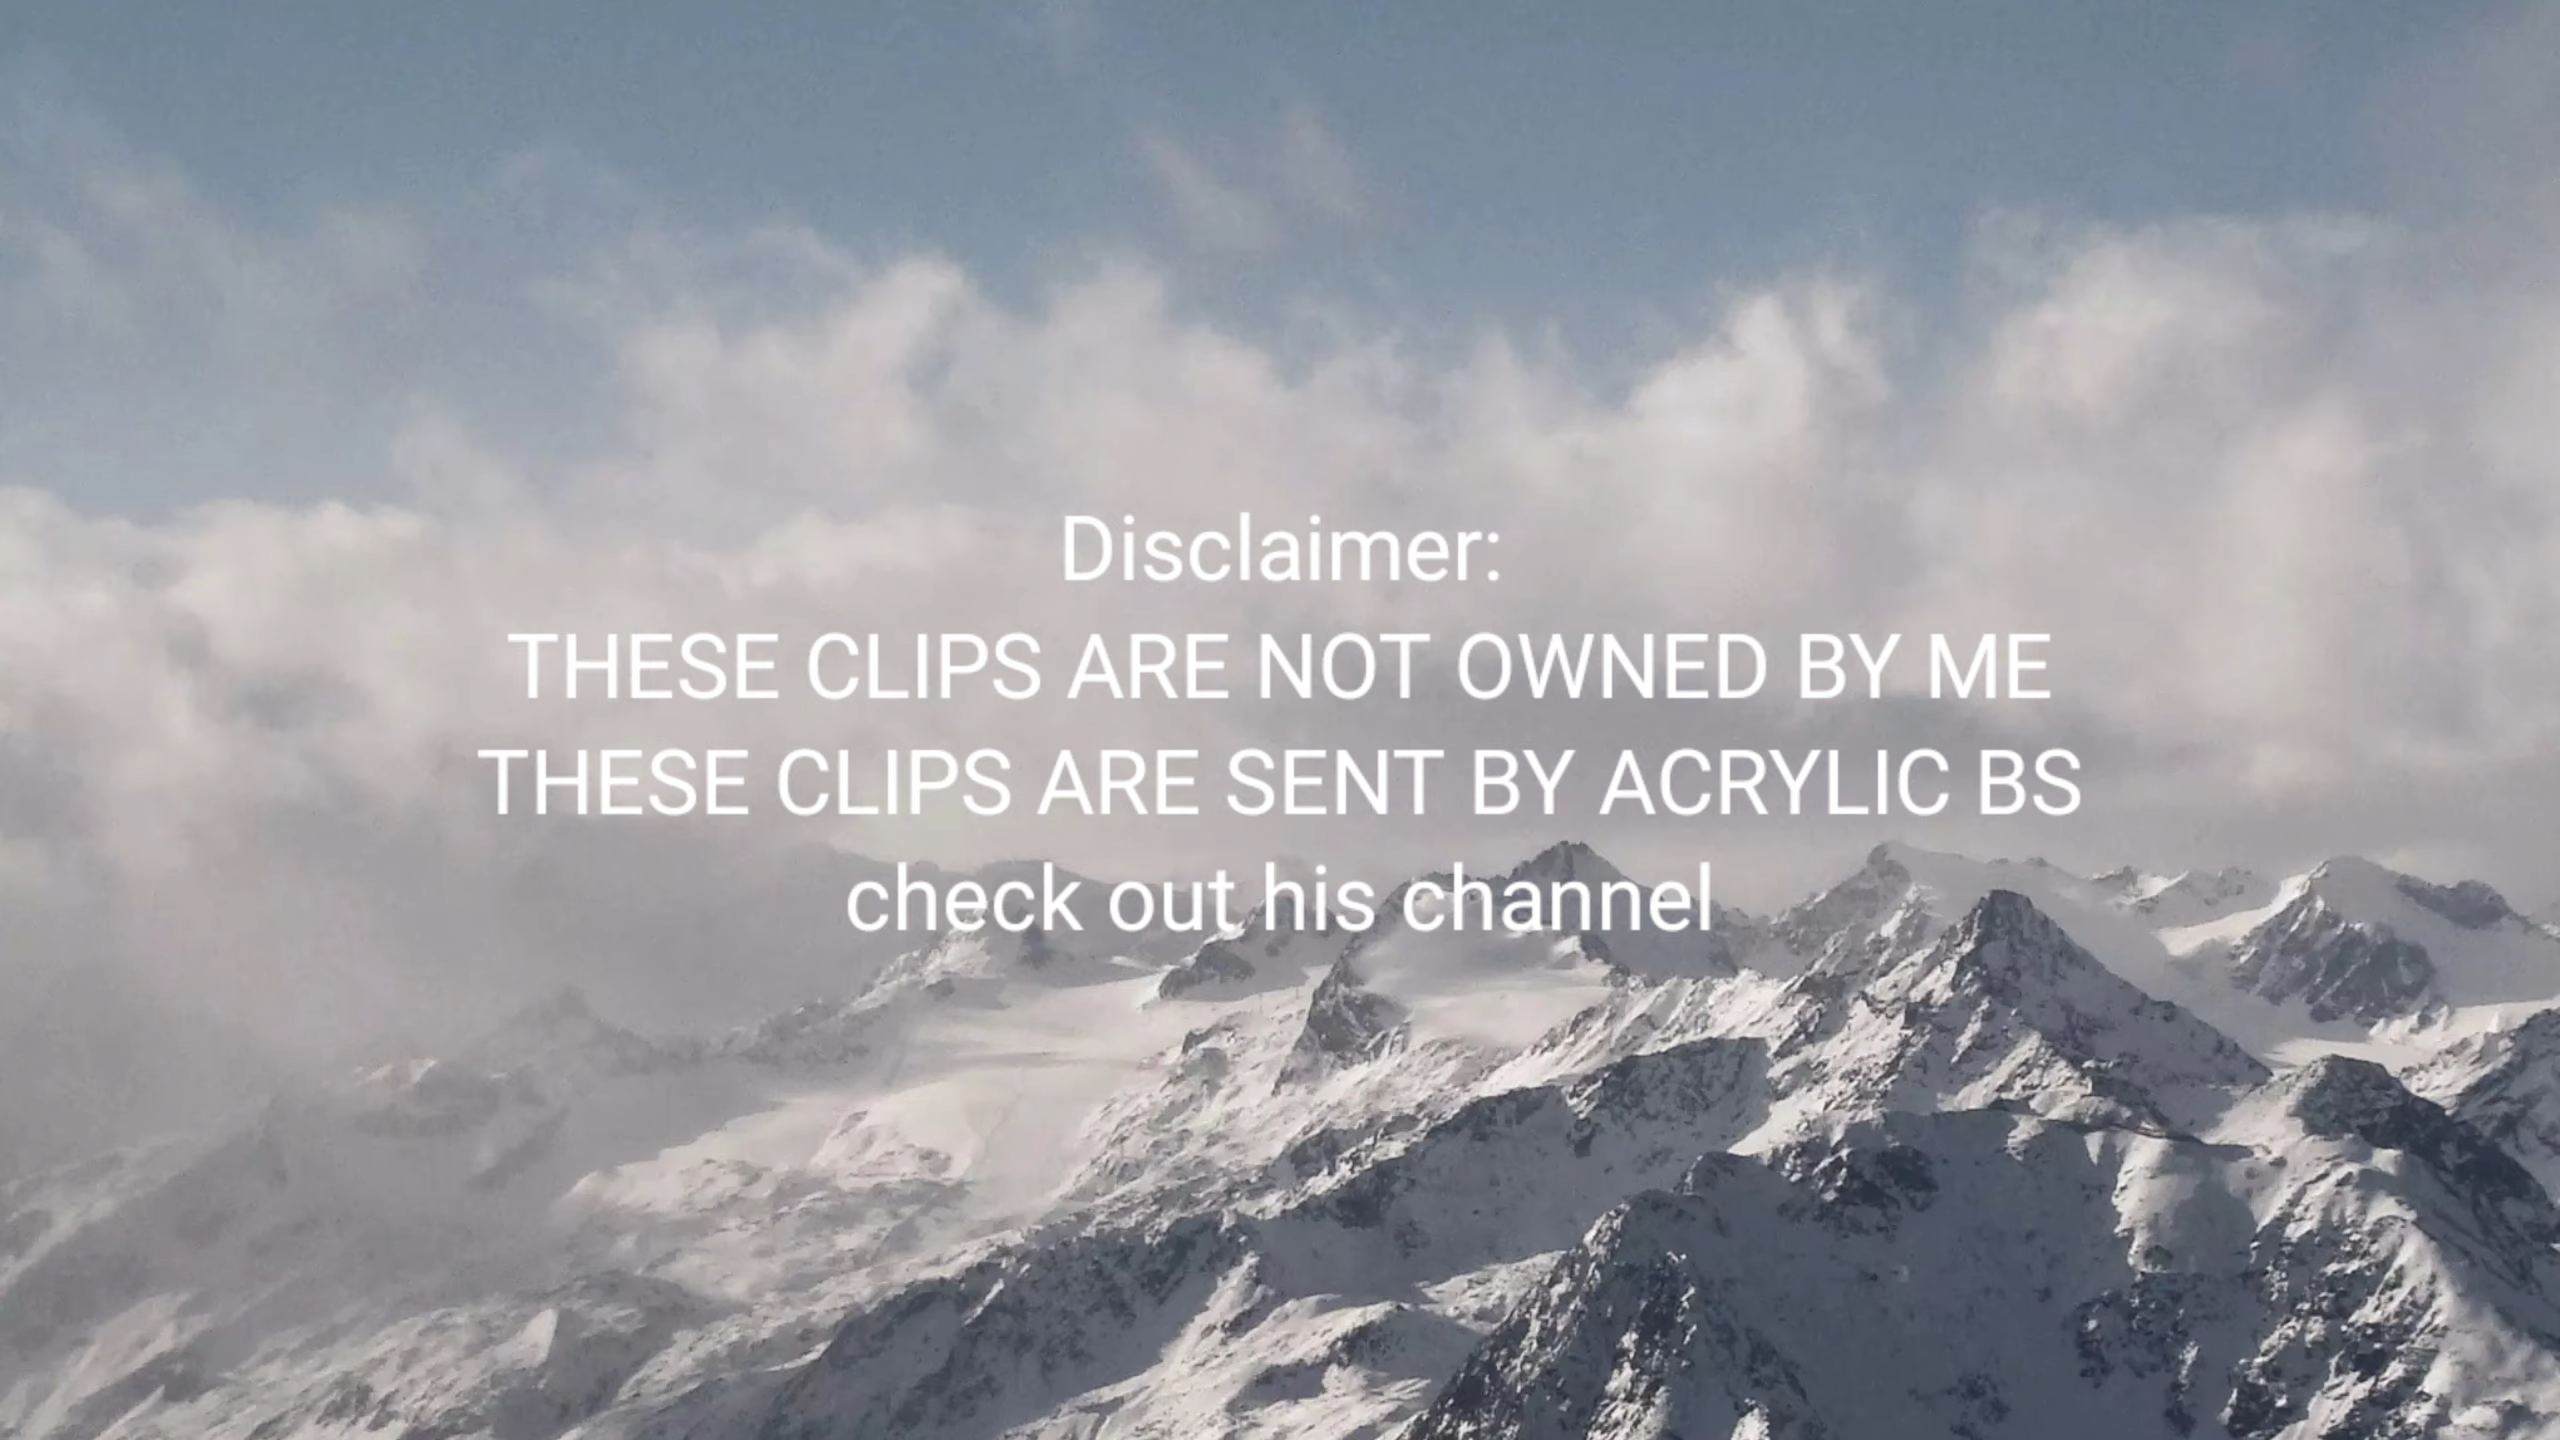 Disclaimer:
THESE CLIPS ARE NOT OWNED BY ME
THESE CLIPS ARE SENT BY ACRYLIC BS
check out his channel